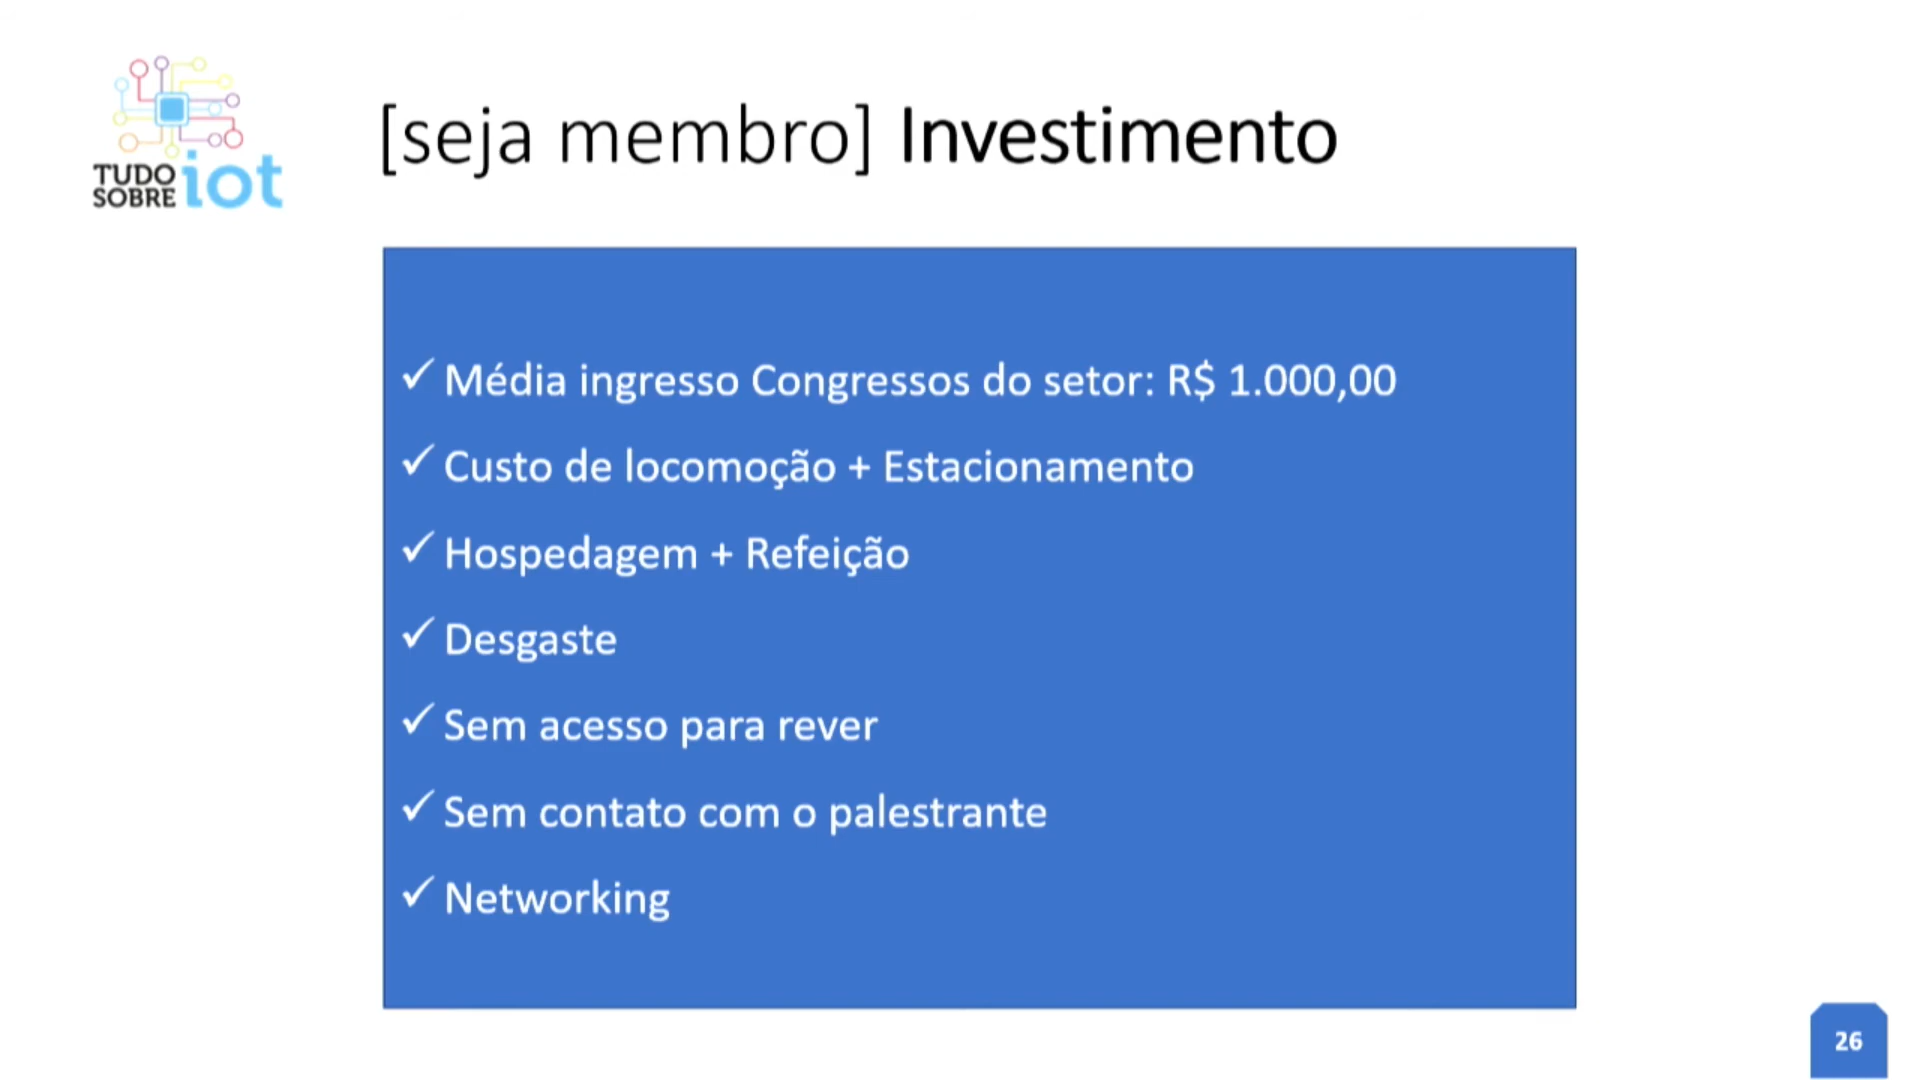 TUDO
SOBRE iot
[seja membro] Investimento
✓ Média ingresso Congressos do setor: R$ 1.000,00
✓ Custo de locomoção + Estacionamento
✓ Hospedagem + Refeição
✓ Desgaste
✓ Sem acesso para rever
✓ Sem contato com o palestrante
✓ Networking
26